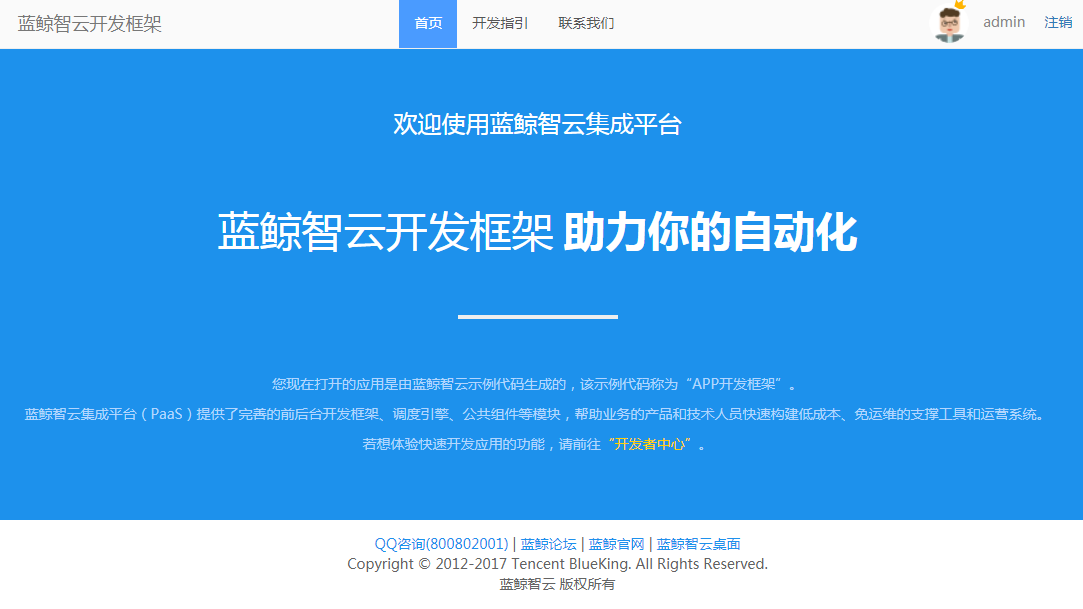 蓝鲸智云开发框架 首页 开发指引 联系我们 admin 注销
欢迎使用蓝鲸智云集成平台
蓝鲸智云开发框架 助力你的自动化
您现在打开的应用是由蓝鲸智云示例代码生成的，该示例代码称为“APP开发框架”。
蓝鲸智云集成平台（PaaS）提供了完善的前后台开发框架、调度引擎、公共组件等模块，帮助业务的产品和技术人员快速构建低成本、免运维的支撑工具和运营系统。
若想体验快速开发应用的功能，请前往“开发者中心”。
QQ咨询(800802001) | 蓝鲸论坛 | 蓝鲸官网 | 蓝鲸智云桌面
Copyright © 2012-2017 Tencent BlueKing. All Rights Reserved.
蓝鲸智云 版权所有